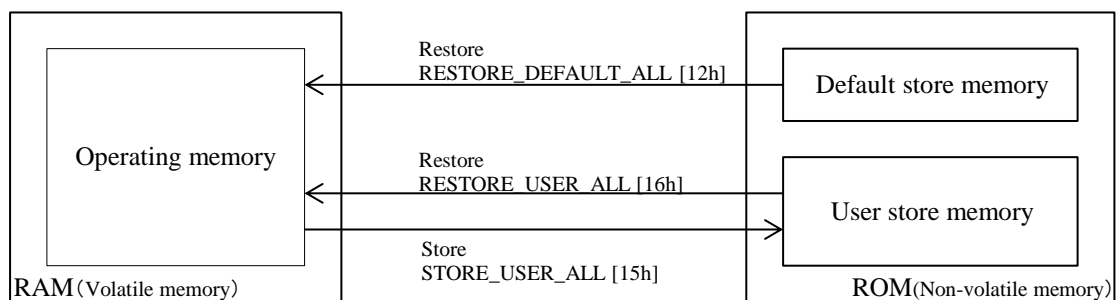 Restore
RESTORE_DEFAULT_ALL [12h]
Default store memory
Operating memory
Restore
RESTORE_USER_ALL [16h]
User store memory
Store
STORE_USER_ALL [15h]
RAM(Volatile memory)
ROM(Non-volatile memory)